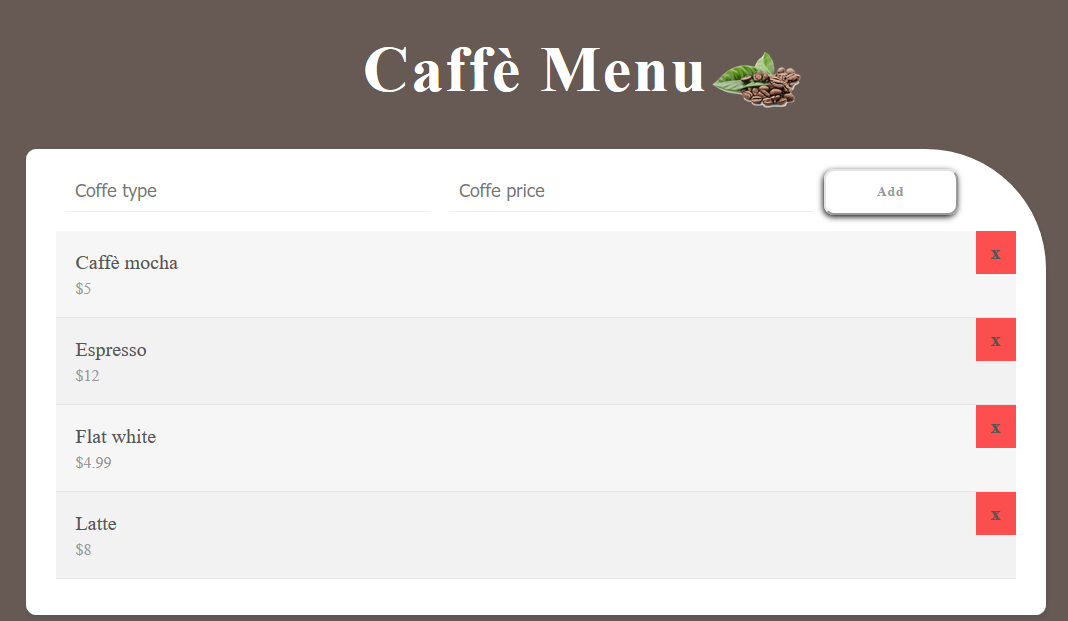 Caffè Menu
Coffe type
Coffe price
Add
Caffè mocha
$5
x
Espresso
$12
x
Flat white
$4.99
x
Latte
$8
x